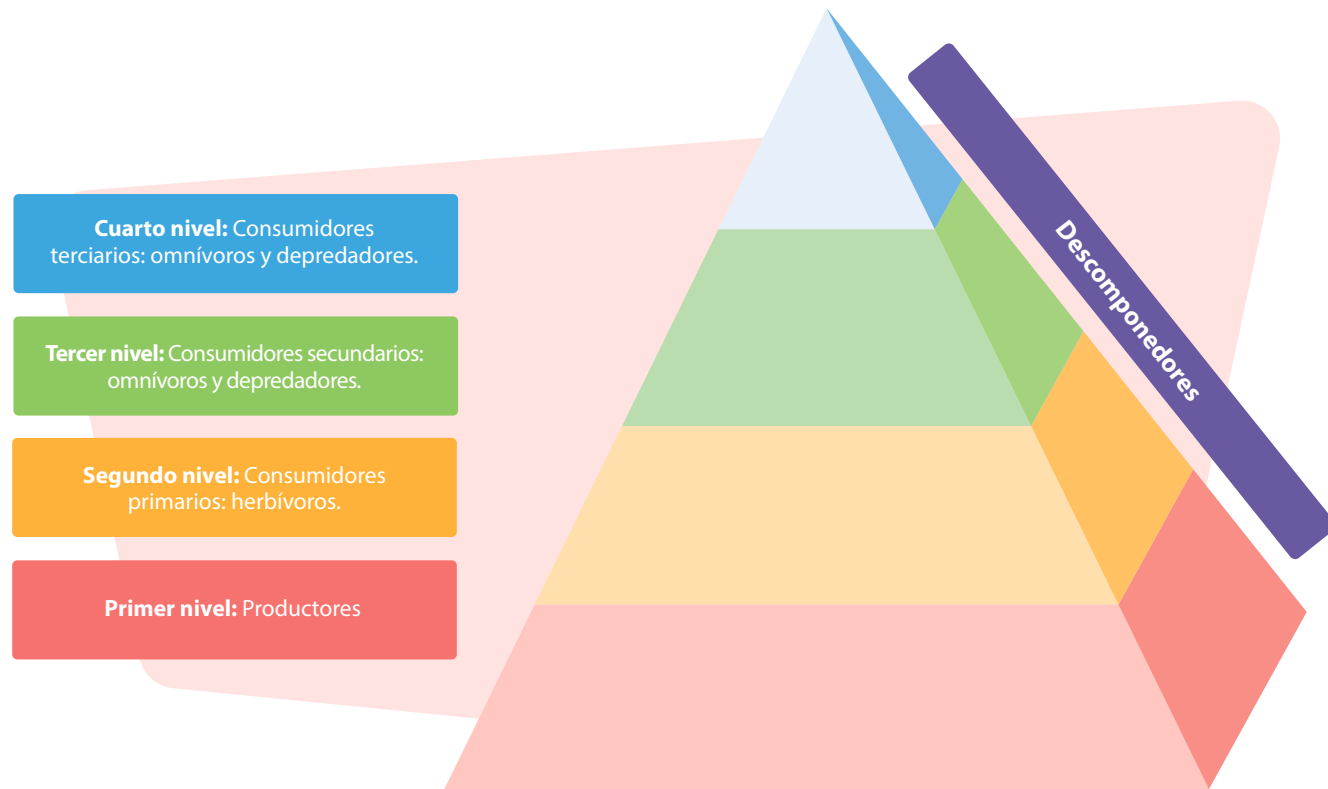 Cuarto nivel: Consumidores
terciarios: omnívoros y depredadores.
Tercer nivel: Consumidores secundarios:
omnívoros y depredadores.
Segundo nivel: Consumidores
primarios: herbívoros.
Primer nivel: Productores
Descomponedores